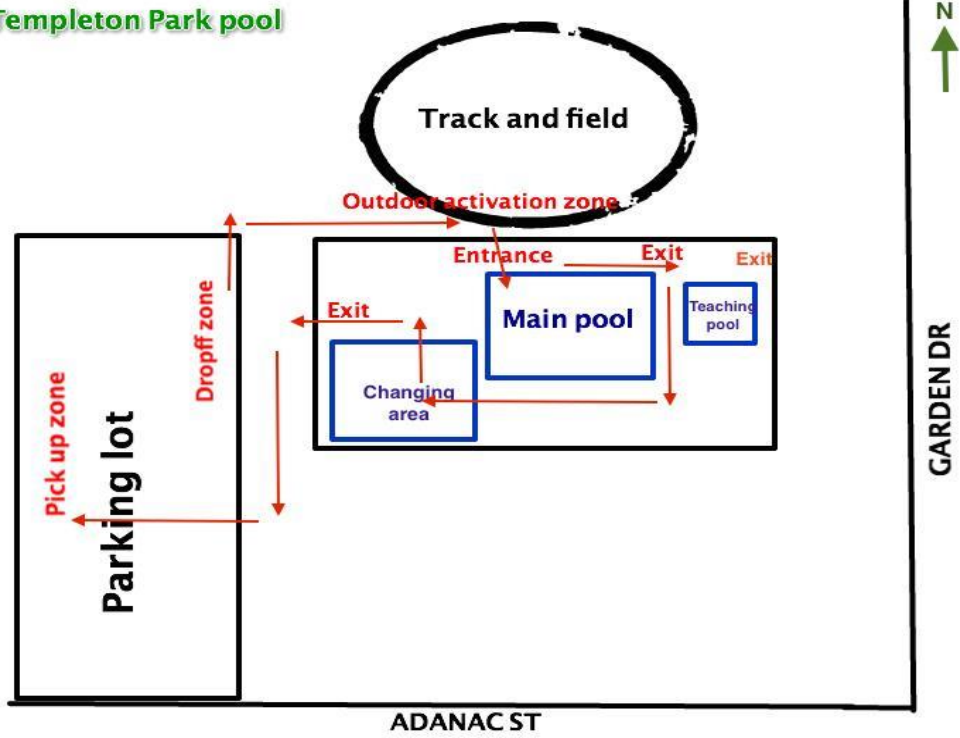 Templeton Park pool
N
Track and field
Outdoor activation zone
Entrance
Exit
Exit
Teaching
pool
Main pool
Exit
Changing
area
Dropff zone
Pick up zone
Parking lot
GARDEN DR
ADANAC ST